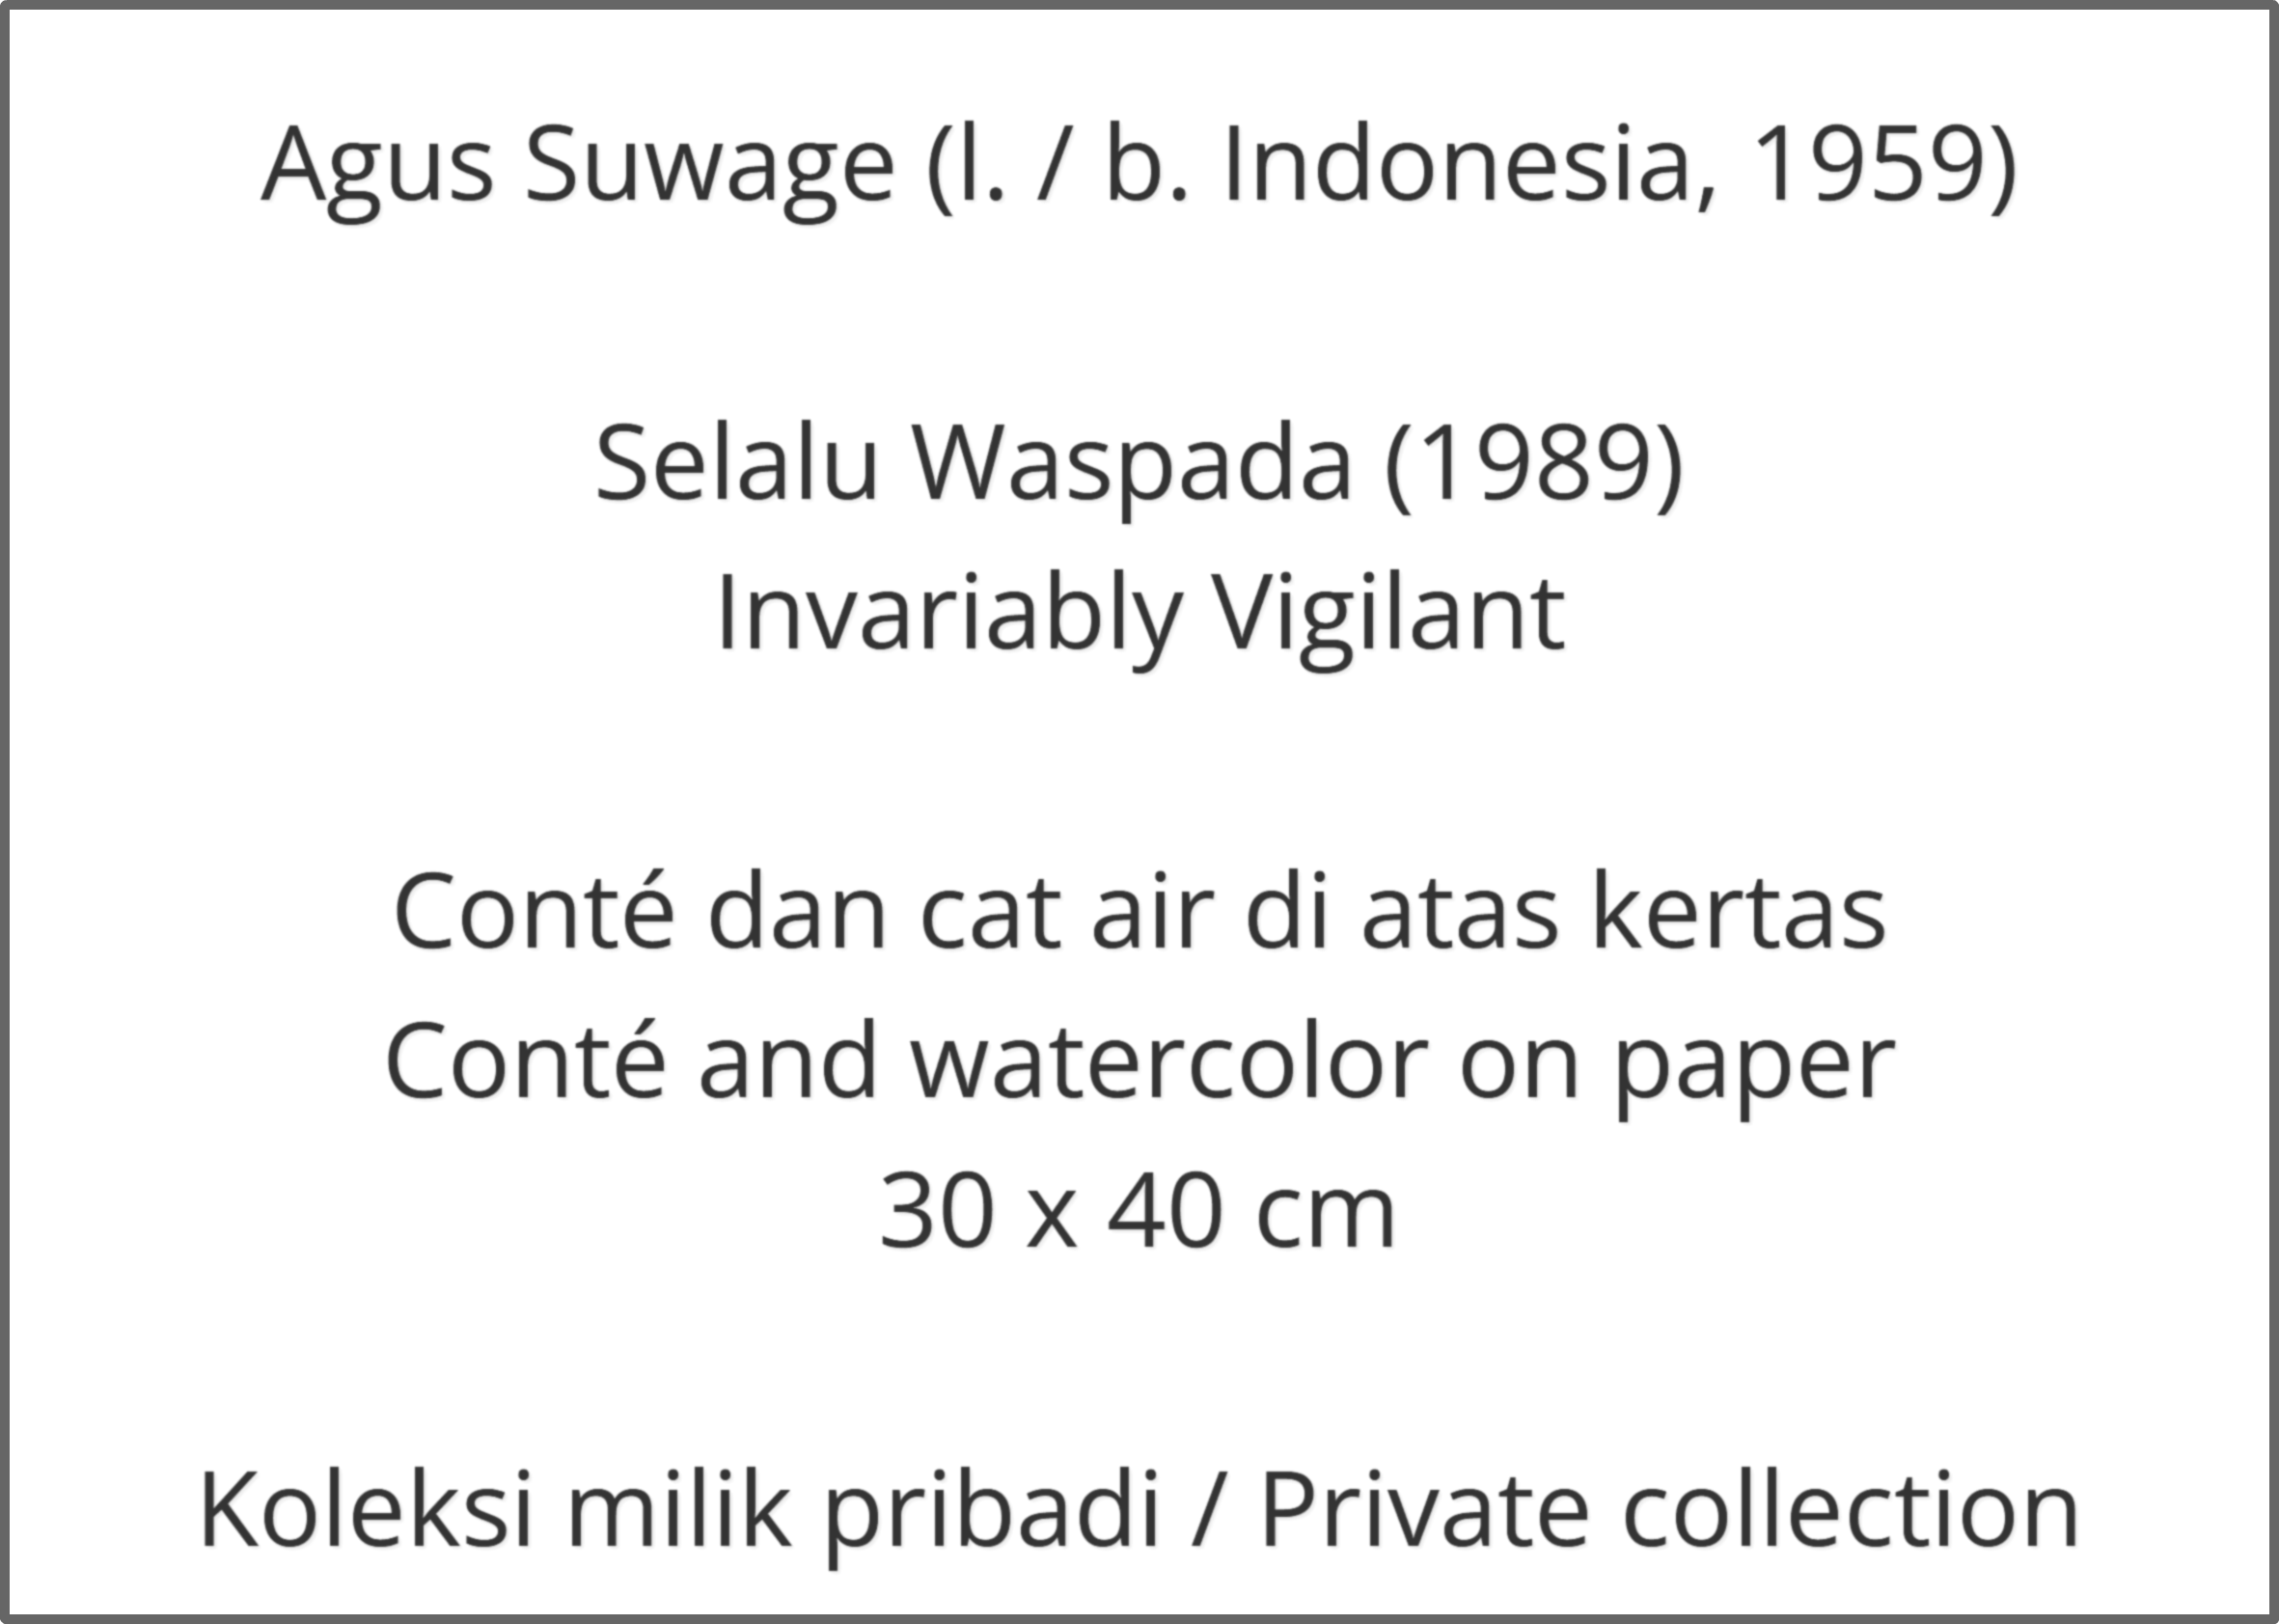 Agus Suwage (l. / b. Indonesia, 1959)
Selalu Waspada (1989)
Invariably Vigilant
Conté dan cat air di atas kertas
Conté and watercolor on paper
30 x 40 cm
Koleksi milik pribadi / Private collection